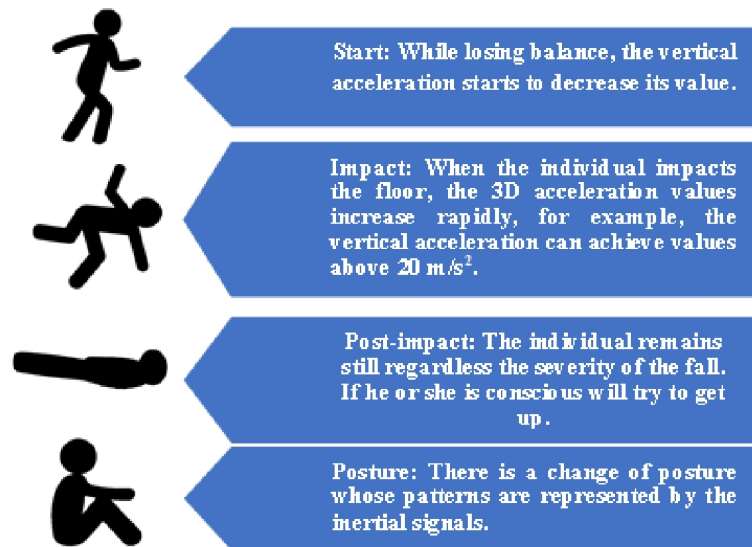 Start: While losing balance, the vertical
acceleration starts to decrease its value.
Impact: When the individual impacts
the floor, the 3D acceleration values
increase rapidly, for example, the
vertical acceleration can achieve values
above 20 m/s².
Post-impact: The individual remains
still regardless the severity of the fall.
If he or she is conscious will try to get
up.
Posture: There is a change of posture
whose patterns are represented by the
inertial signals.